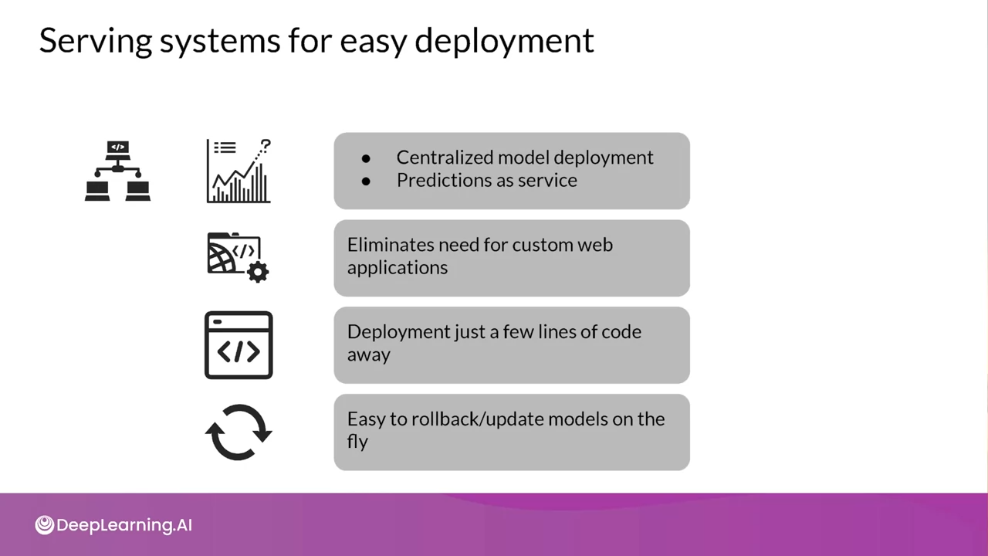 Serving systems for easy deployment
</> ?
● Centralized model deployment
● Predictions as service
</>
Eliminates need for custom web
applications
</>
Deployment just a few lines of code
away
Easy to rollback/update models on the
fly
DeepLearning.AI